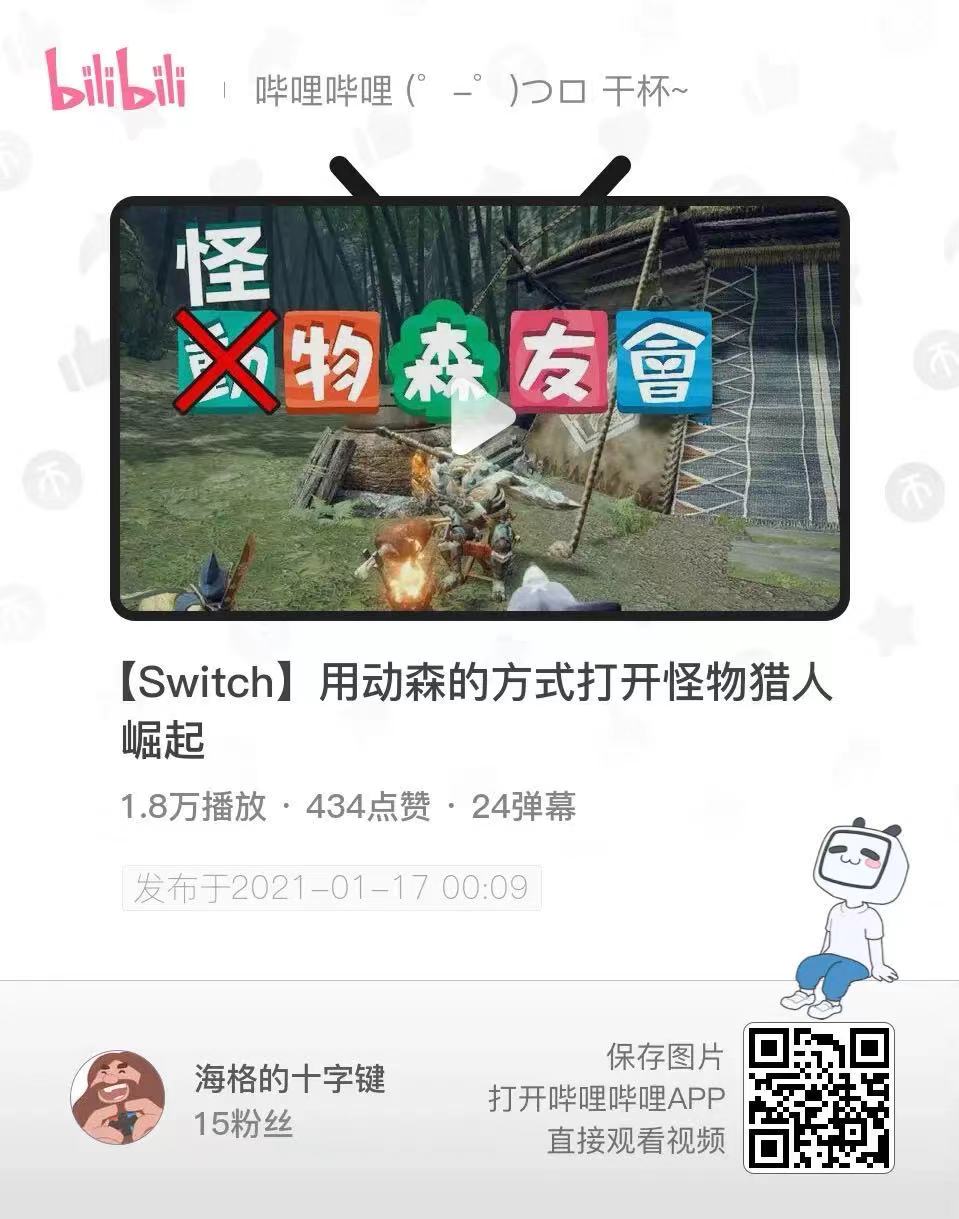 bilibili
哔哩哔哩 (゜-゜)つロ 干杯~
怪
動物森友會
【Switch】用动森的方式打开怪物猎人
崛起
1.8万播放 · 434点赞 · 24弹幕
发布于2021-01-17 00:09
海格的十字键
15粉丝
保存图片
打开哔哩哔哩APP
直接观看视频